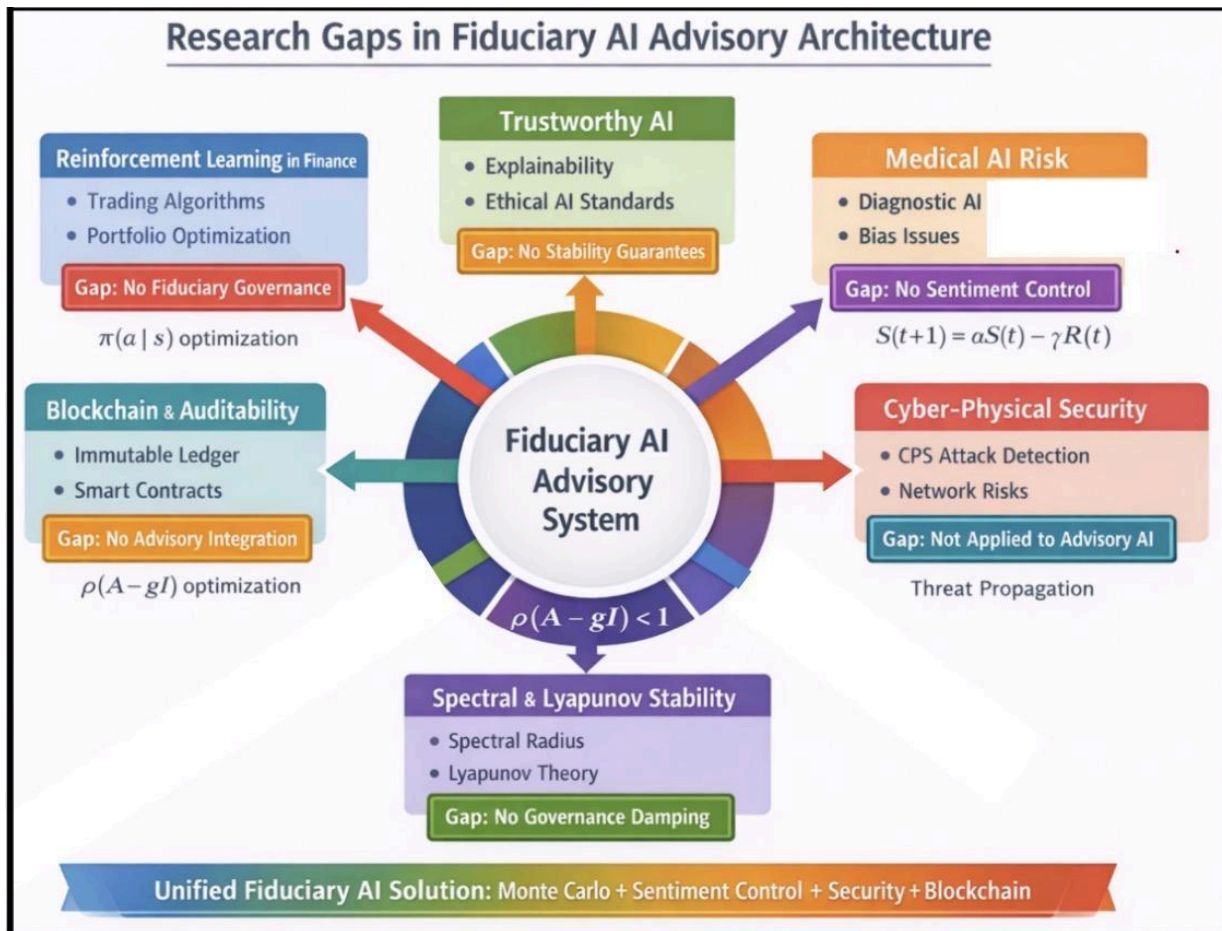 Research Gaps in Fiduciary AI Advisory Architecture
Reinforcement Learning in Finance
• Trading Algorithms
• Portfolio Optimization
Gap: No Fiduciary Governance
π(a | s) optimization
Trustworthy AI
• Explainability
• Ethical AI Standards
Gap: No Stability Guarantees
Medical AI Risk
• Diagnostic AI
• Bias Issues
Gap: No Sentiment Control
S(t+1) = αS(t) − γR(t)
Blockchain & Auditability
• Immutable Ledger
• Smart Contracts
Gap: No Advisory Integration
ρ(A−gI) optimization
Fiduciary AI
Advisory
System
ρ(A−gI) < 1
Cyber-Physical Security
• CPS Attack Detection
• Network Risks
Gap: Not Applied to Advisory AI
Threat Propagation
Spectral & Lyapunov Stability
• Spectral Radius
• Lyapunov Theory
Gap: No Governance Damping
Unified Fiduciary AI Solution: Monte Carlo + Sentiment Control + Security + Blockchain